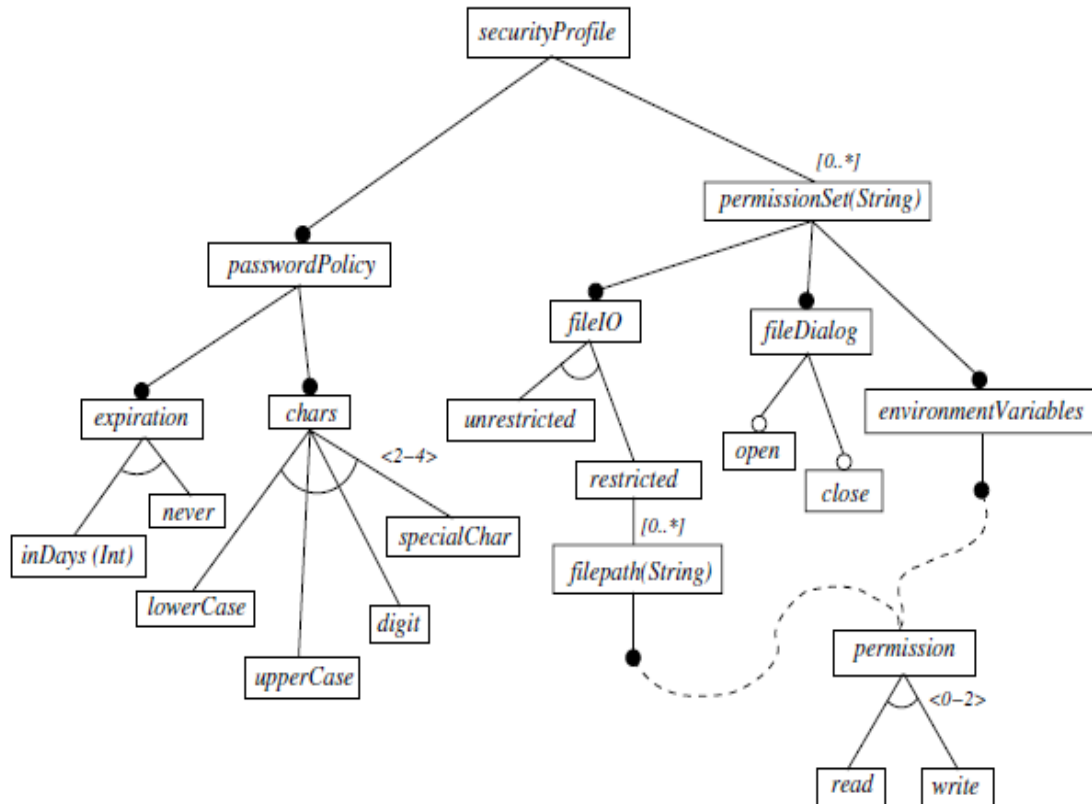 securityProfile
[0..*]
permissionSet(String)
passwordPolicy
fileIO
fileDialog
expiration
chars
unrestricted
environmentVariables
<2-4>
open
restricted
close
never
inDays (Int)
specialChar
[0..*]
filepath(String)
lowerCase
digit
upperCase
permission
<0-2>
read
write